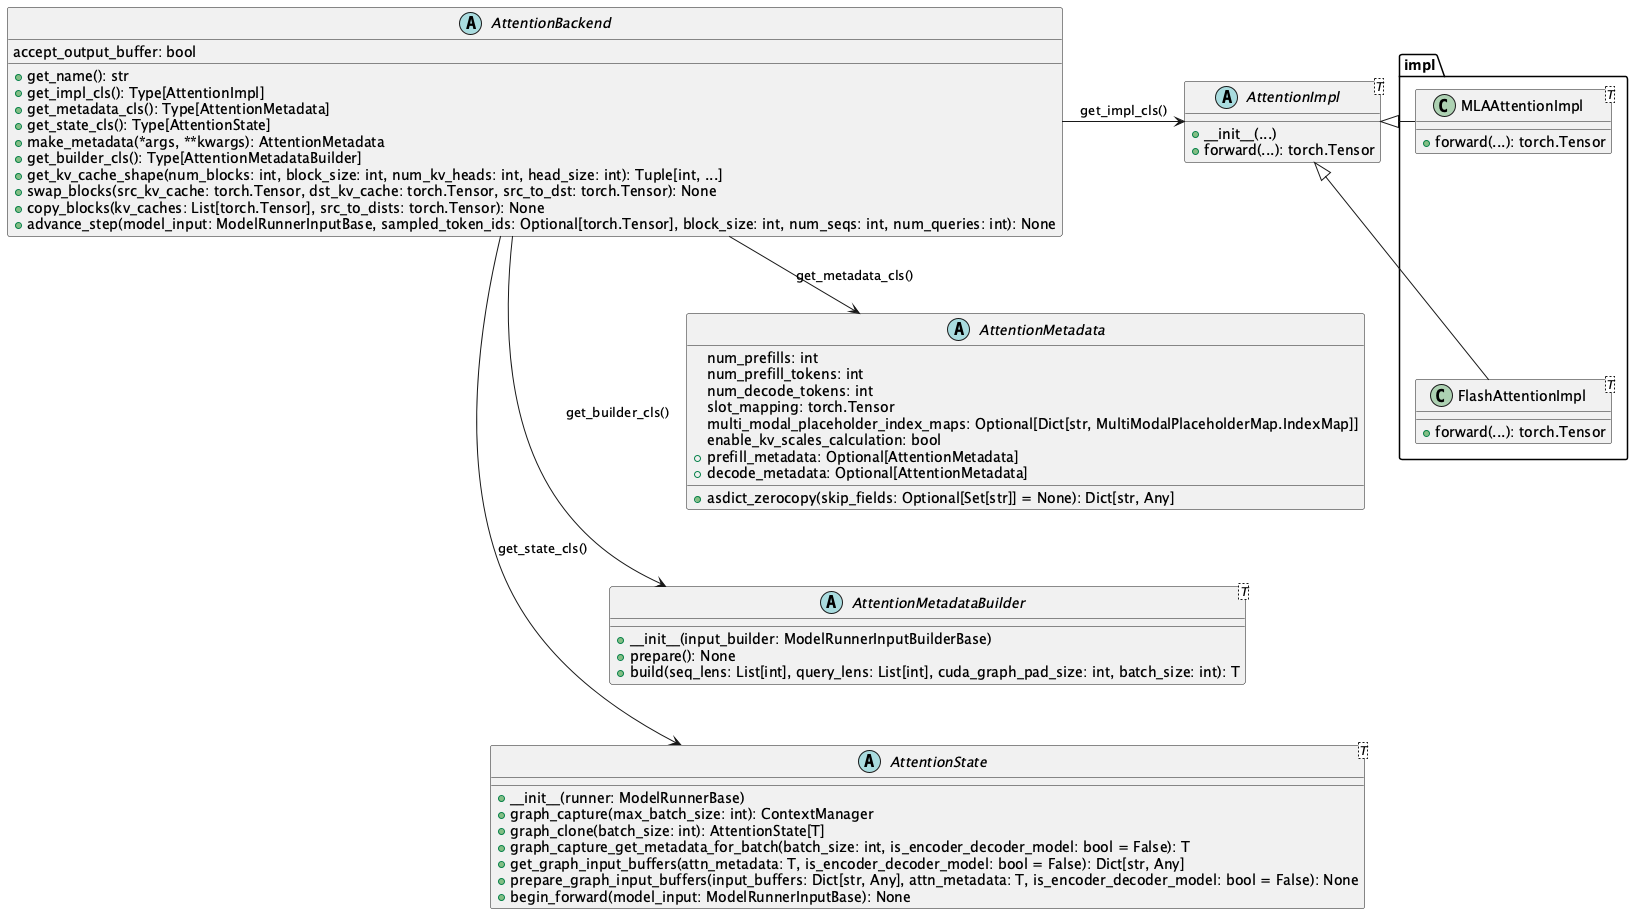 A AttentionBackend
accept_output_buffer: bool
get_name(): str
get_impl_cls(): Type[AttentionImpl]
get_metadata_cls(): Type[AttentionMetadata]
get_state_cls(): Type[AttentionState]
make_metadata(*args, **kwargs): AttentionMetadata
get_builder_cls(): Type[AttentionMetadataBuilder]
get_kv_cache_shape(num_blocks: int, block_size: int, num_kv_heads: int, head_size: int): Tuple[int, ...]
swap_blocks(src_kv_cache: torch.Tensor, dst_kv_cache: torch.Tensor, src_to_dst: torch.Tensor): None
copy_blocks(kv_caches: List[torch.Tensor], src_to_dists: torch.Tensor): None
advance_step(model_input: ModelRunnerInputBase, sampled_token_ids: Optional[torch.Tensor], block_size: int, num_seqs: int, num_queries: int): None
get_impl_cls()
A AttentionImpl T
__init__(...)
forward(...): torch.Tensor
impl
C MLAAttentionImpl T
forward(...): torch.Tensor
get_metadata_cls()
A AttentionMetadata
num_prefills: int
num_prefill_tokens: int
num_decode_tokens: int
slot_mapping: torch.Tensor
multi_modal_placeholder_index_maps: Optional[Dict[str, MultiModalPlaceholderMap.IndexMap]]
enable_kv_scales_calculation: bool
prefill_metadata: Optional[AttentionMetadata]
decode_metadata: Optional[AttentionMetadata]
asdict_zerocopy(skip_fields: Optional[Set[str]] = None): Dict[str, Any]
C FlashAttentionImpl T
forward(...): torch.Tensor
get_builder_cls()
get_state_cls()
A AttentionMetadataBuilder T
__init__(input_builder: ModelRunnerInputBuilderBase)
prepare(): None
build(seq_lens: List[int], query_lens: List[int], cuda_graph_pad_size: int, batch_size: int): T
A AttentionState T
__init__(runner: ModelRunnerBase)
graph_capture(max_batch_size: int): ContextManager
graph_clone(batch_size: int): AttentionState[T]
graph_capture_get_metadata_for_batch(batch_size: int, is_encoder_decoder_model: bool = False): T
get_graph_input_buffers(attn_metadata: T, is_encoder_decoder_model: bool = False): Dict[str, Any]
prepare_graph_input_buffers(input_buffers: Dict[str, Any], attn_metadata: T, is_encoder_decoder_model: bool = False): None
begin_forward(model_input: ModelRunnerInputBase): None